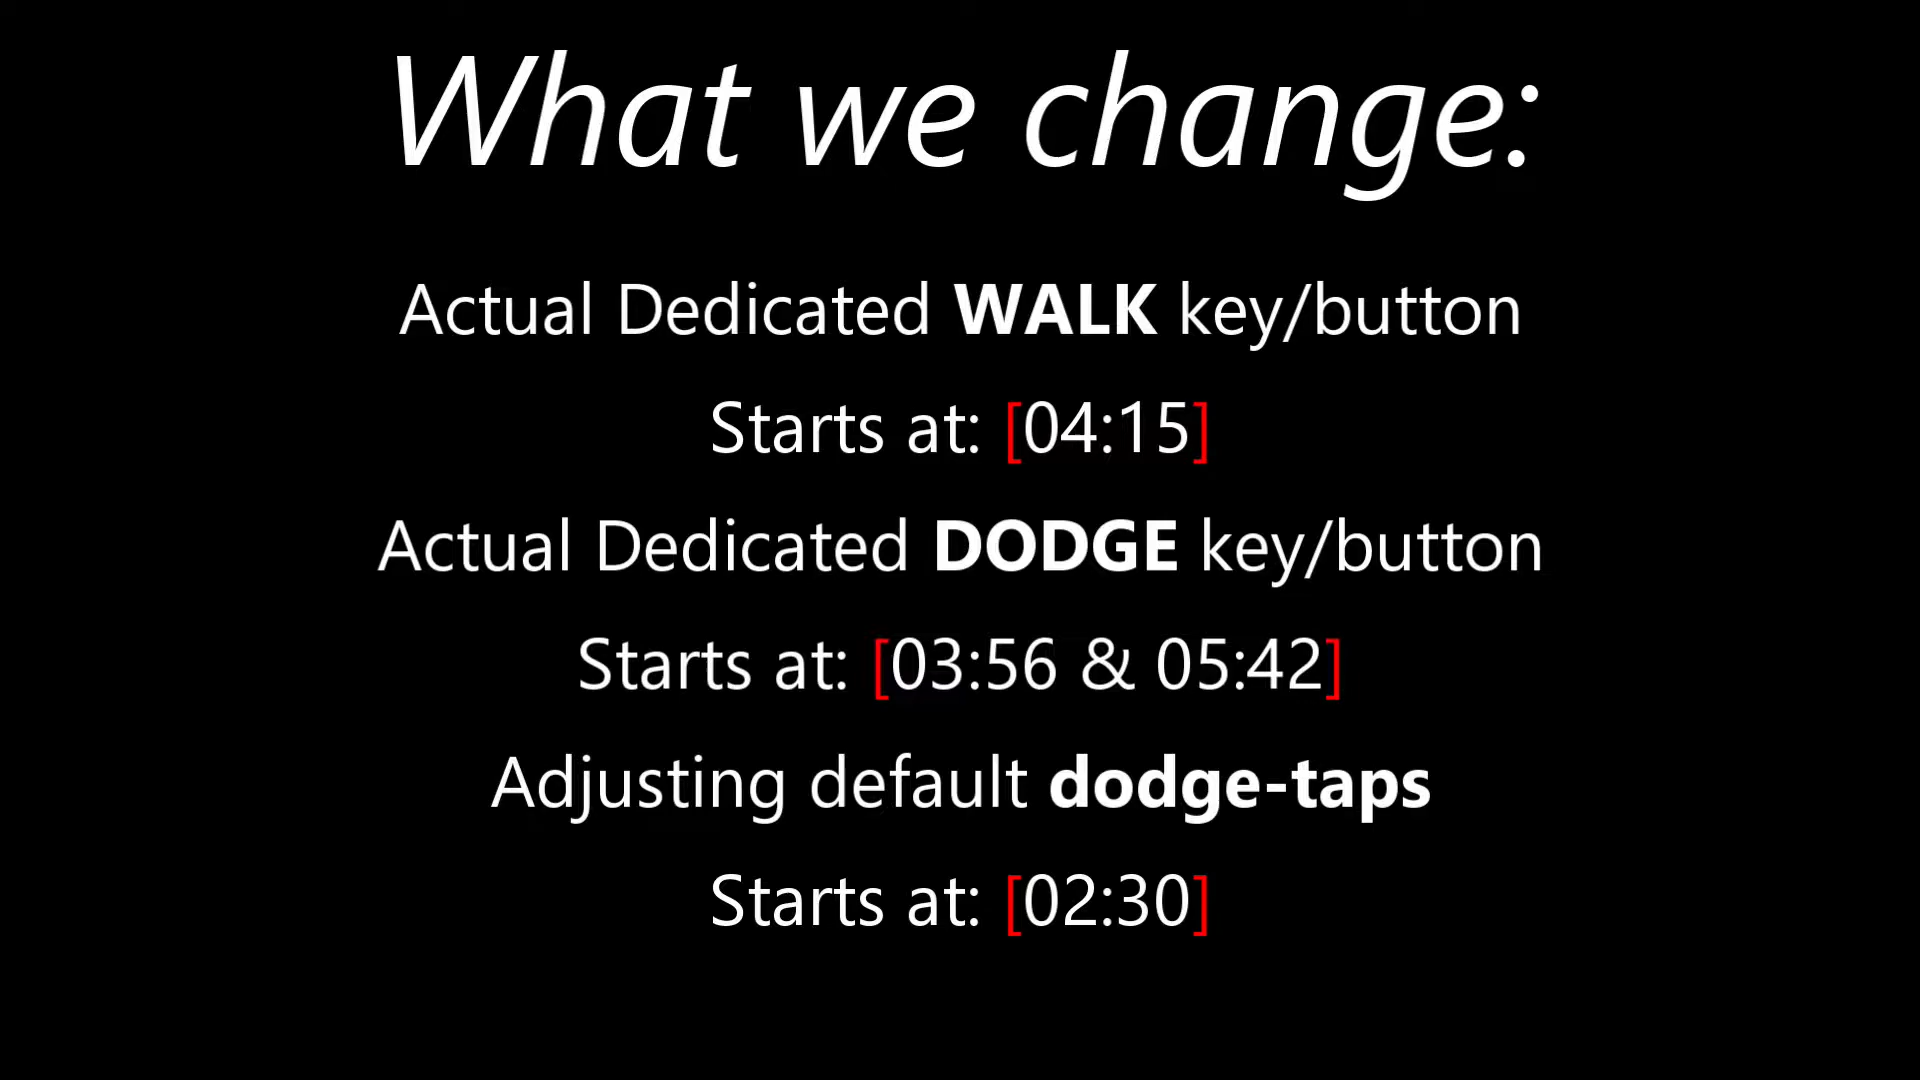 What we change:
Actual Dedicated WALK key/button
Starts at: [04:15]
Actual Dedicated DODGE key/button
Starts at: [03:56 & 05:42]
Adjusting default dodge-taps
Starts at: [02:30]